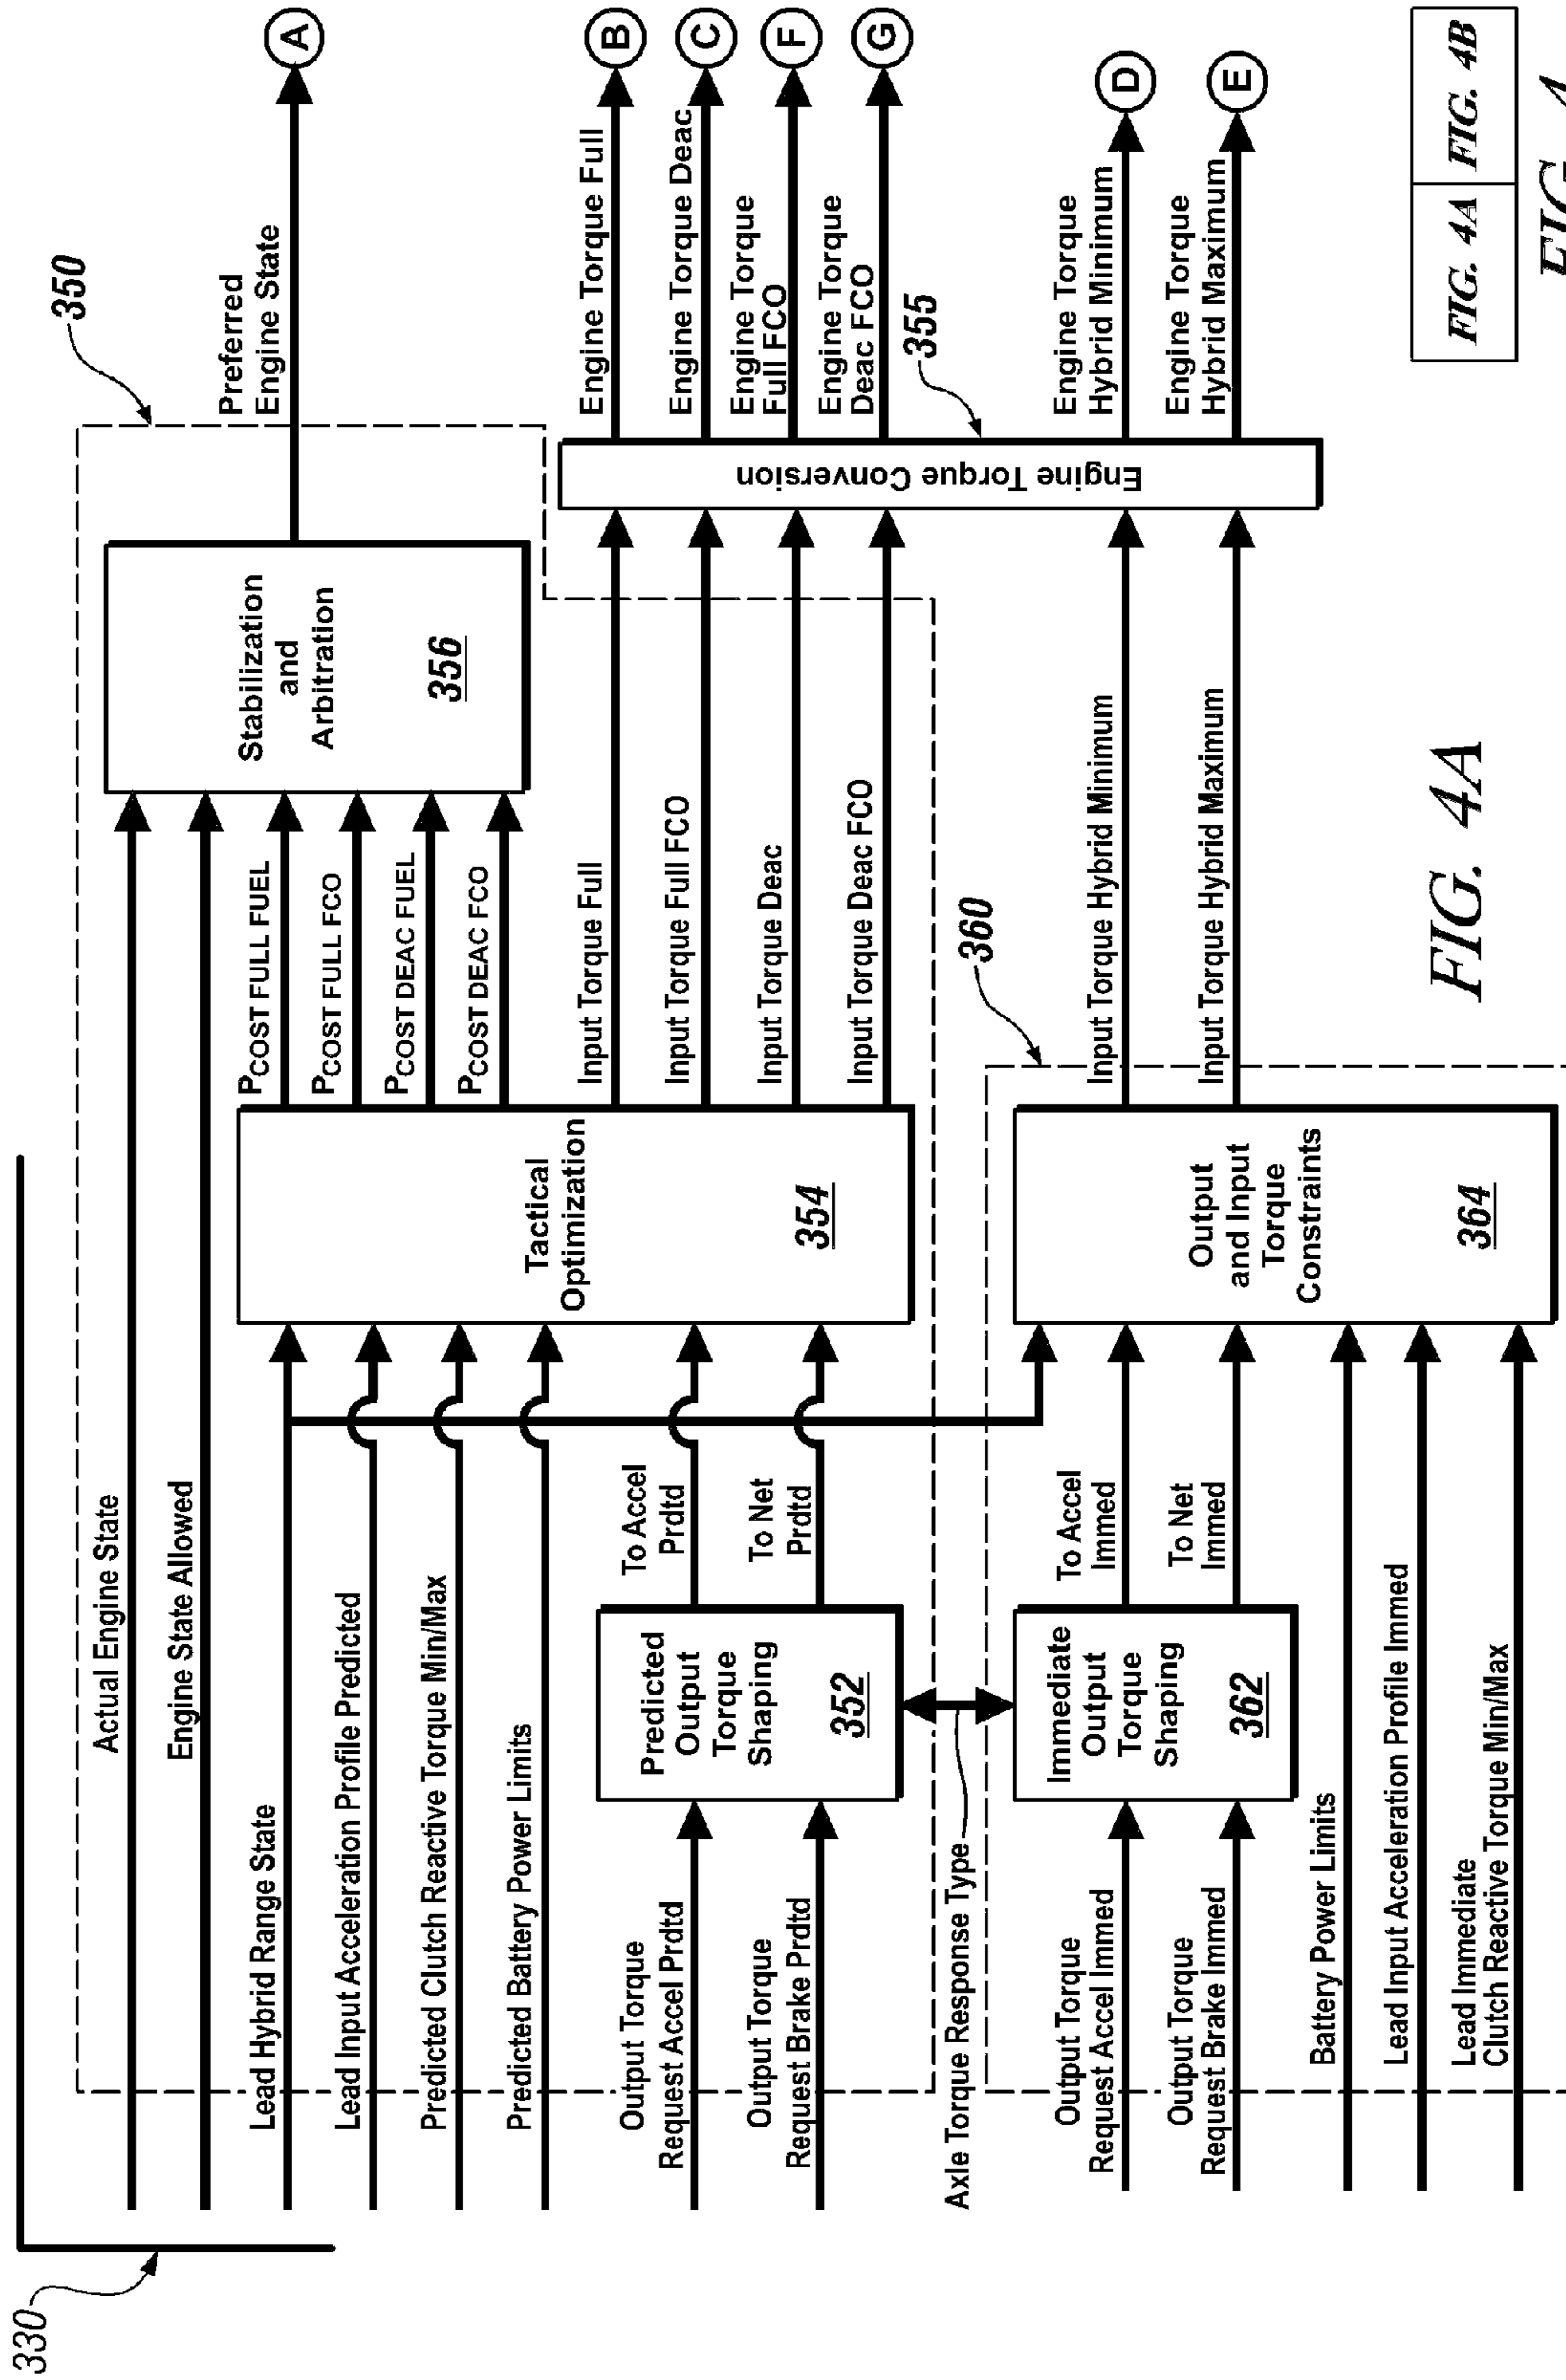 330
350
Actual Engine State
Engine State Allowed
Lead Hybrid Range State
Lead Input Acceleration Profile Predicted
Predicted Clutch Reactive Torque Min/Max
Predicted Battery Power Limits
Output Torque
Request Accel Prdtd
Output Torque
Request Brake Prdtd
Predicted
Output
Torque
Shaping
352
To Accel
Prdtd
To Net
Prdtd
Tactical
Optimization
354
PCOST FULL FUEL
PCOST FULL FCO
PCOST DEAC FUEL
PCOST DEAC FCO
Stabilization
and
Arbitration
356
Preferred
Engine State
A
Input Torque Full
Input Torque Full FCO
Input Torque Deac
Input Torque Deac FCO
Engine Torque Conversion
355
Engine Torque Full
B
Engine Torque Deac
C
Engine Torque
Full FCO
F
Engine Torque
Deac FCO
G
Axle Torque Response Type
360
Output Torque
Request Accel Immed
Output Torque
Request Brake Immed
Immediate
Output
Torque
Shaping
362
To Accel
Immed
To Net
Immed
Battery Power Limits
Lead Input Acceleration Profile Immed
Lead Immediate
Clutch Reactive Torque Min/Max
Output
and Input
Torque
Constraints
364
Input Torque Hybrid Minimum
Input Torque Hybrid Maximum
Engine Torque
Hybrid Minimum
D
Engine Torque
Hybrid Maximum
E
FIG. 4A
FIG. 4A FIG. 4B
FIG. 4